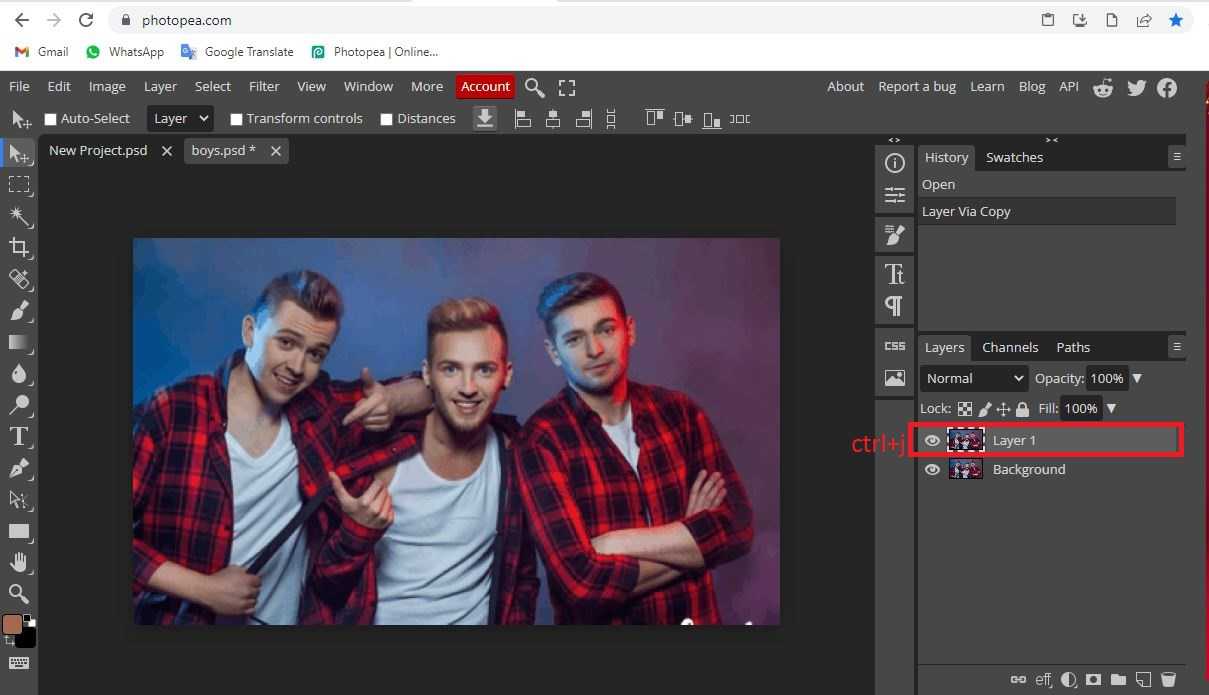 photopea.com
Gmail WhatsApp Google Translate Photopea | Online...
File Edit Image Layer Select Filter View Window More Account About Report a bug Learn Blog API
Auto-Select Layer Transform controls Distances
New Project.psd boys.psd *
History Swatches
Open
Layer Via Copy
Tt
CSS
Layers Channels Paths
Normal Opacity: 100%
Lock: Fill: 100%
ctrl+j Layer 1
Background
T
eff